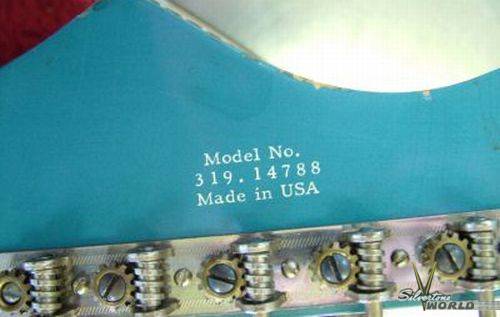 Model No.
319.14788
Made in USA
Silvertone
WORLD